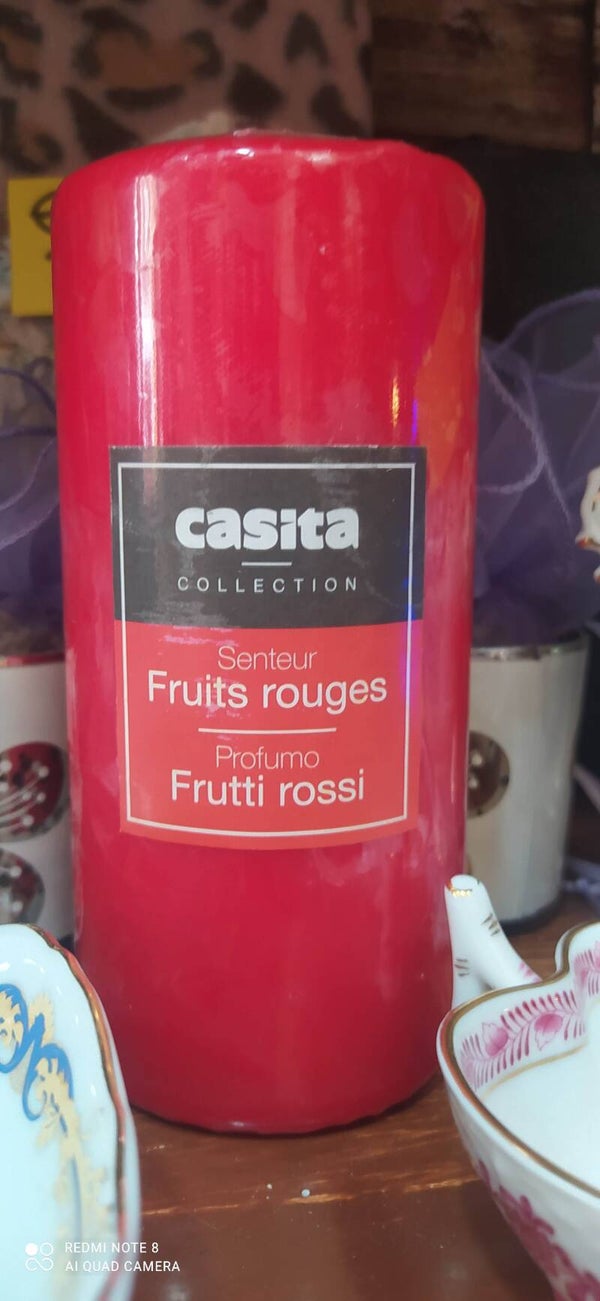 casita
COLLECTION
Senteur
Fruits rouges
Profumo
Frutti rossi
REDMI NOTE 8
AI QUAD CAMERA